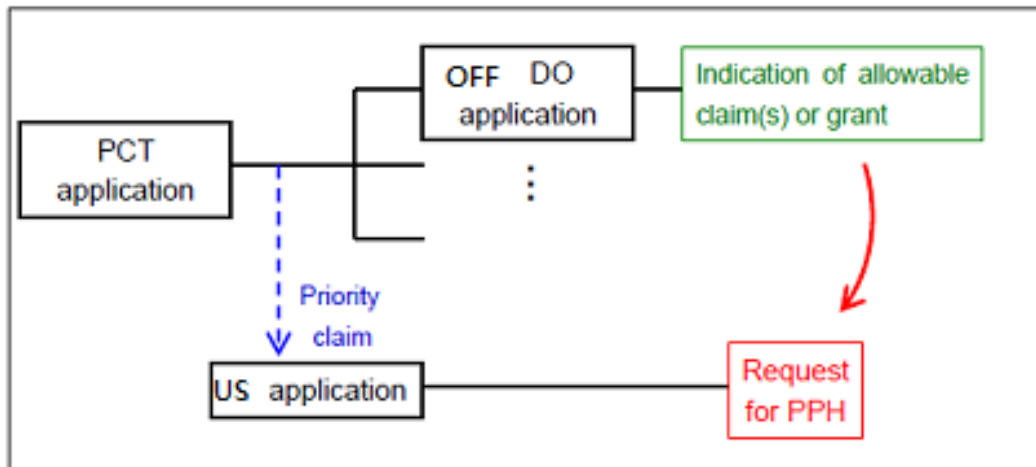 OFF DO
application
Indication of allowable
claim(s) or grant
PCT
application
Priority
claim
US application
Request
for PPH